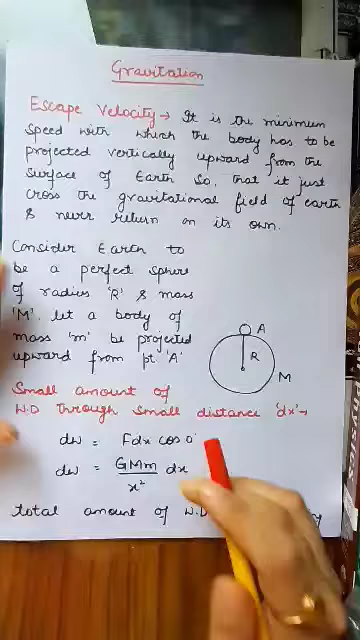 Gravitation
Escape Velocity → It is the minimum
speed with which the body has to be
projected vertically upward from the
surface of Earth so, that it just
cross the gravitational field of earth
& never return on its own.
Consider Earth to
be a perfect sphere
of radius 'R' & mass
'M'. let a body of
mass 'm' be projected
upward from pt. 'A'
A
R
M
Small amount of
W.D through small distance 'dx' →
dw = Fdx cos 0°
dw = GMm/x² dx
total amount of W.D